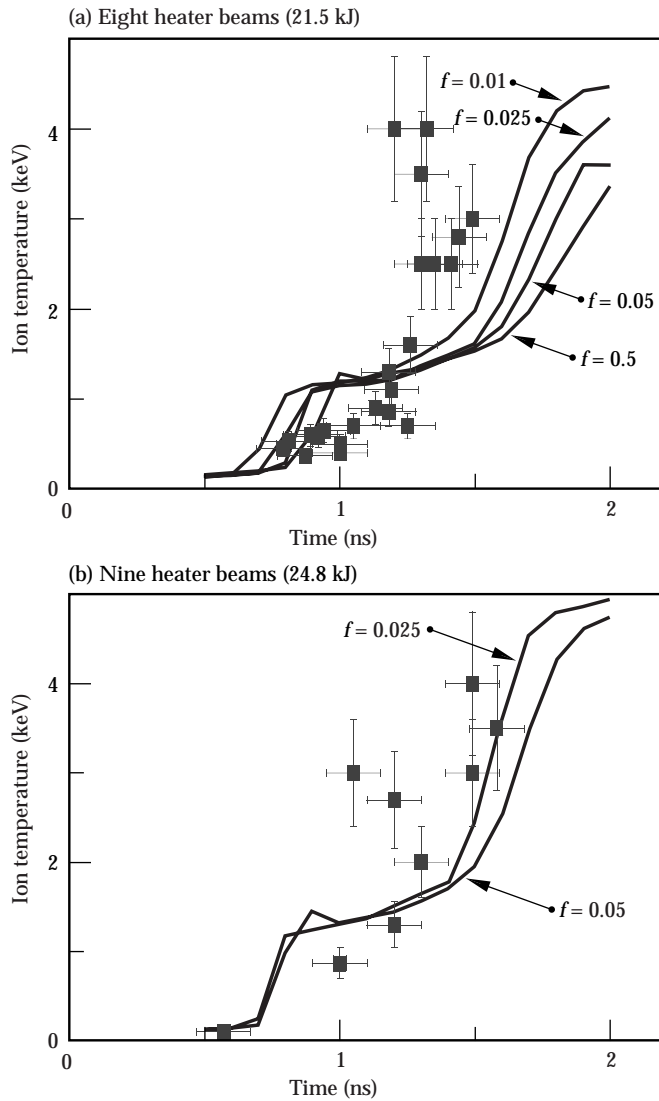 (a) Eight heater beams (21.5 kJ)
f = 0.01
f = 0.025
f = 0.05
f = 0.5
Ion temperature (keV)
4
2
0
0
1
2
Time (ns)
(b) Nine heater beams (24.8 kJ)
f = 0.025
f = 0.05
Ion temperature (keV)
4
2
0
0
1
2
Time (ns)